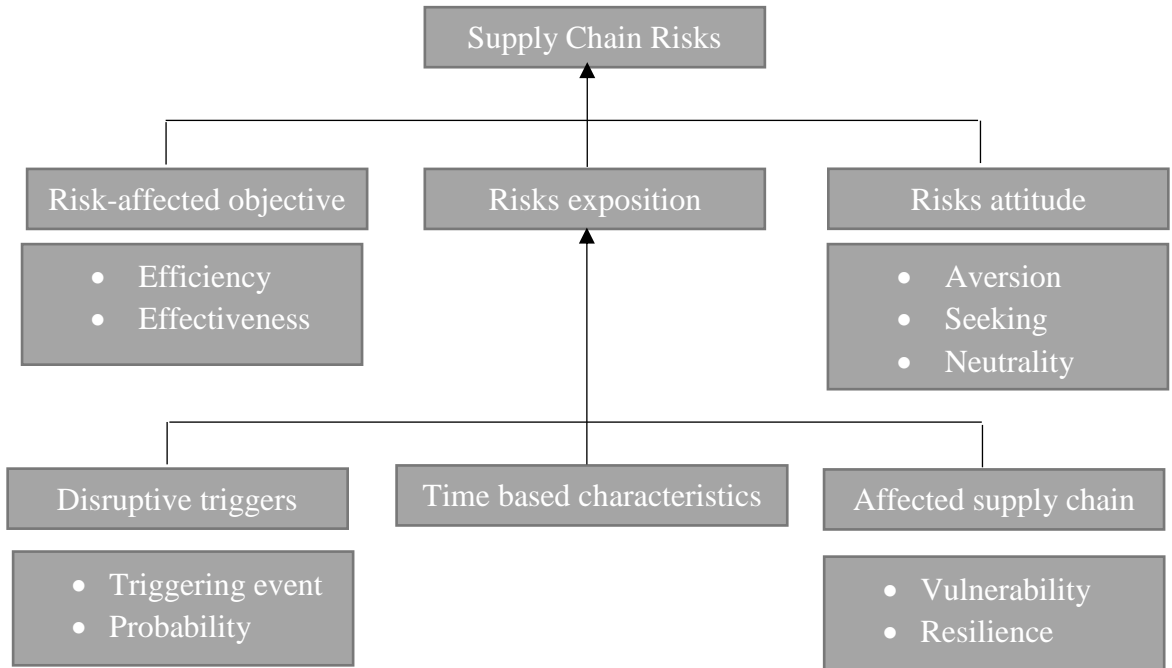 Supply Chain Risks
Risk-affected objective
Risks exposition
Risks attitude
• Efficiency
• Effectiveness
• Aversion
• Seeking
• Neutrality
Disruptive triggers
Time based characteristics
Affected supply chain
• Triggering event
• Probability
• Vulnerability
• Resilience